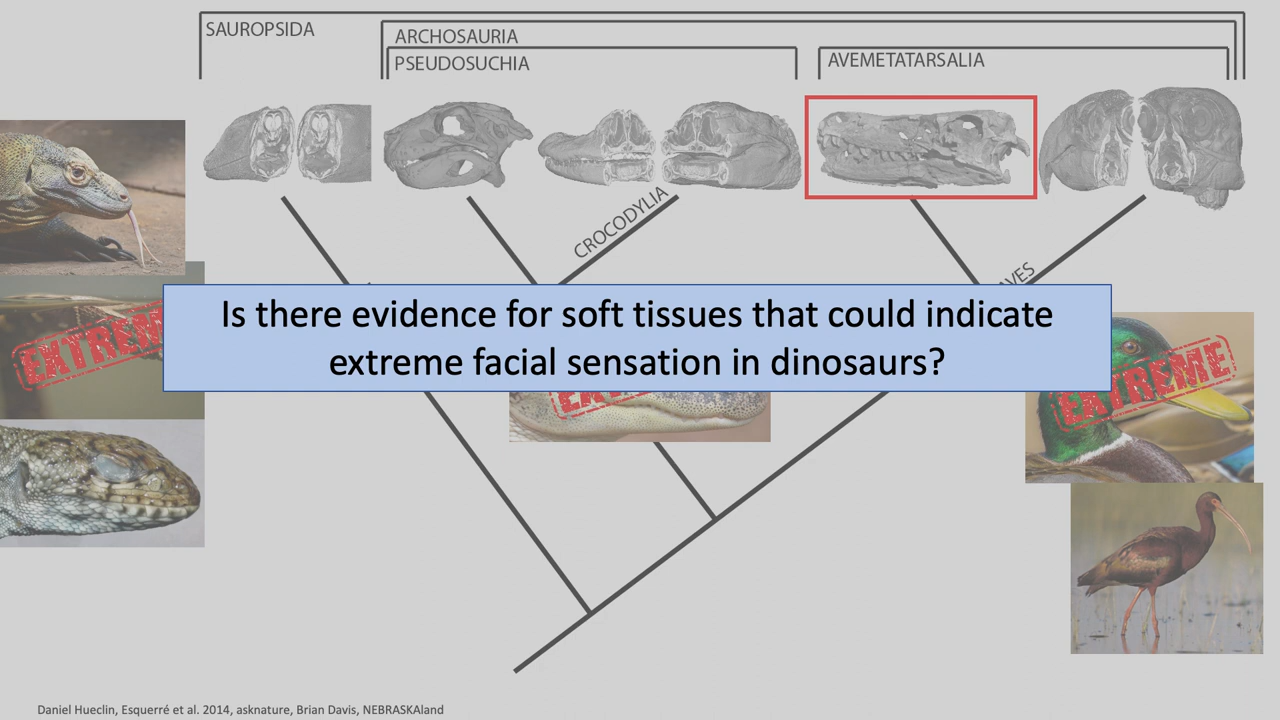 SAUROPSIDA
ARCHOSAURIA
PSEUDOSUCHIA
AVEMETATARSALIA
CROCODYLIA
AVES
Is there evidence for soft tissues that could indicate
extreme facial sensation in dinosaurs?
EXTREME
Daniel Hueclin, Esquerré et al. 2014, asknature, Brian Davis, NEBRASKAland